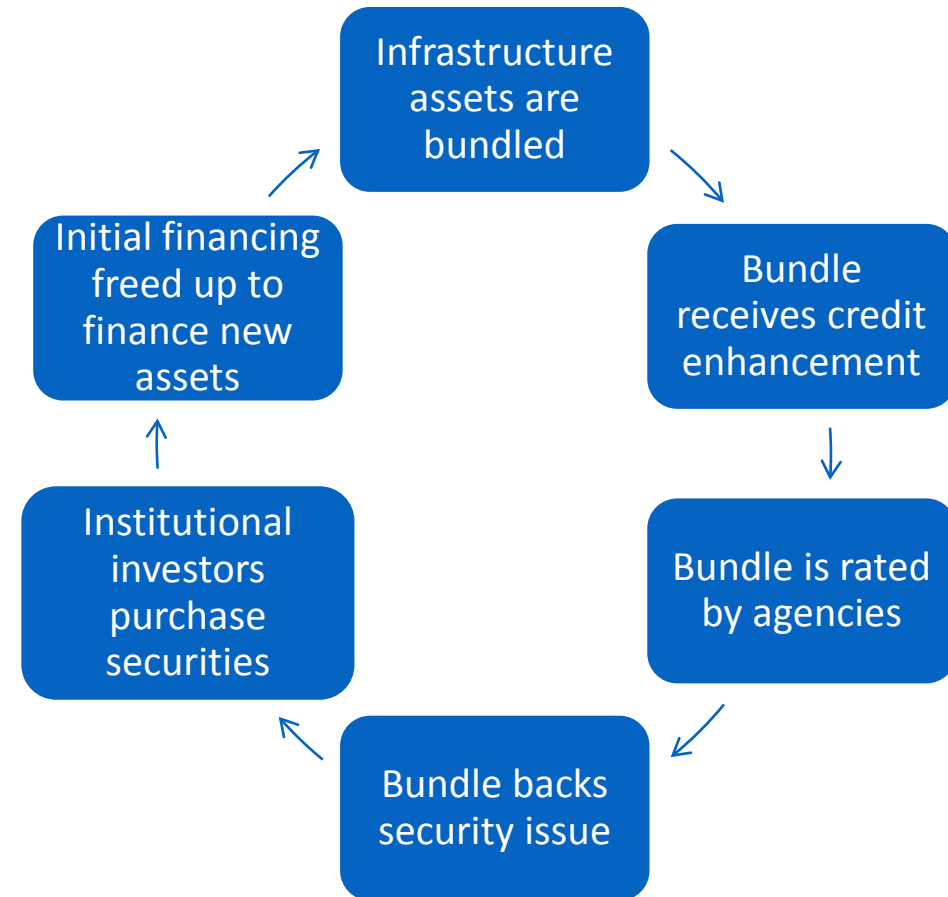 Infrastructure
assets are
bundled
Bundle
receives credit
enhancement
Bundle is rated
by agencies
Bundle backs
security issue
Institutional
investors
purchase
securities
Initial financing
freed up to
finance new
assets